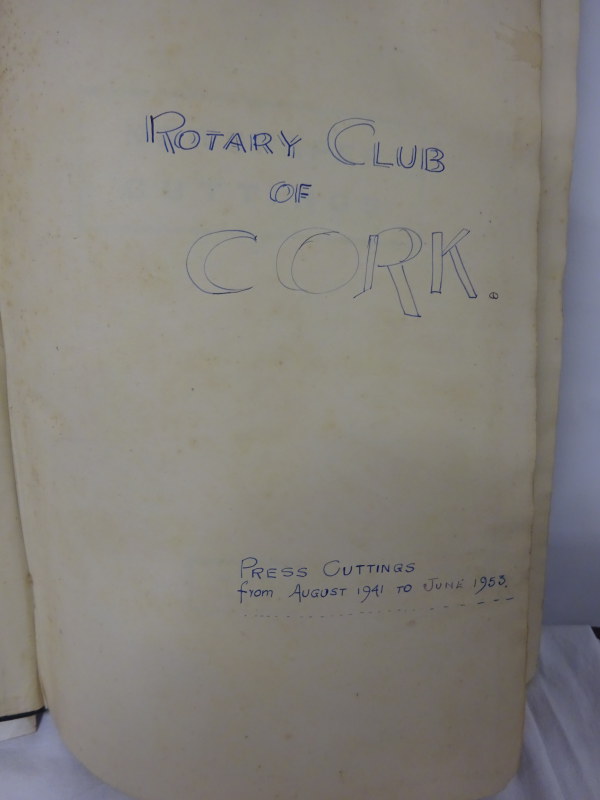 ROTARY CLUB
OF
CORK.
PRESS CUTTINGS
from AUGUST 1941 TO JUNE 1953.